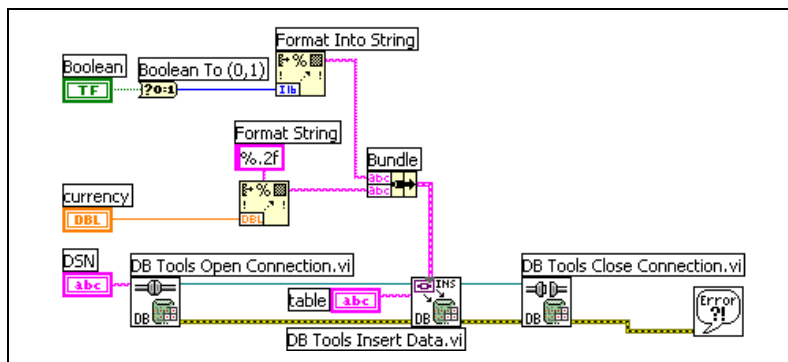 Format Into String
Boolean
Boolean To (0,1)
TF
?0:1
I16
Format String
%.2f
Bundle
abc
abc
currency
DBL
DBL
DSN
abc
DB Tools Open Connection.vi
DB
table
abc
INS
DB
DB Tools Insert Data.vi
DB Tools Close Connection.vi
DB
Error
?!